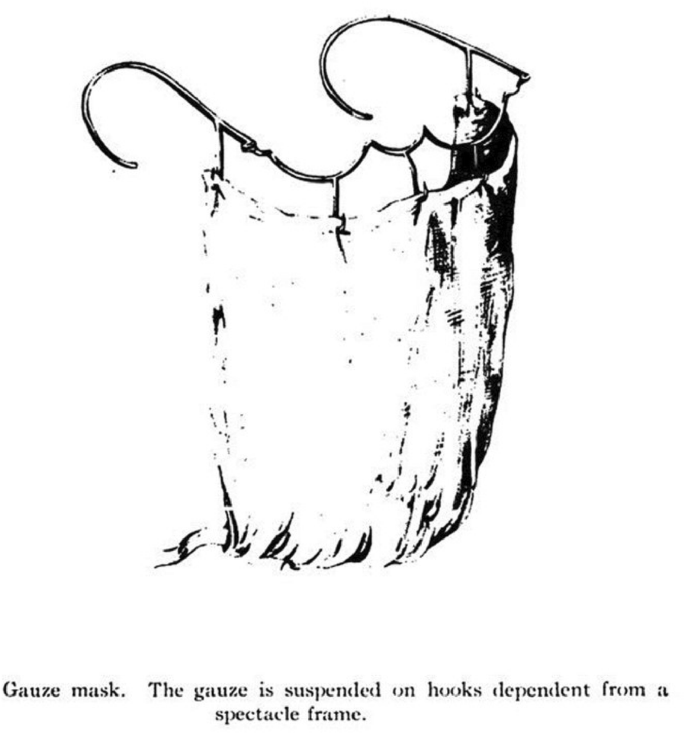 Gauze mask. The gauze is suspended on hooks dependent from a
spectacle frame.